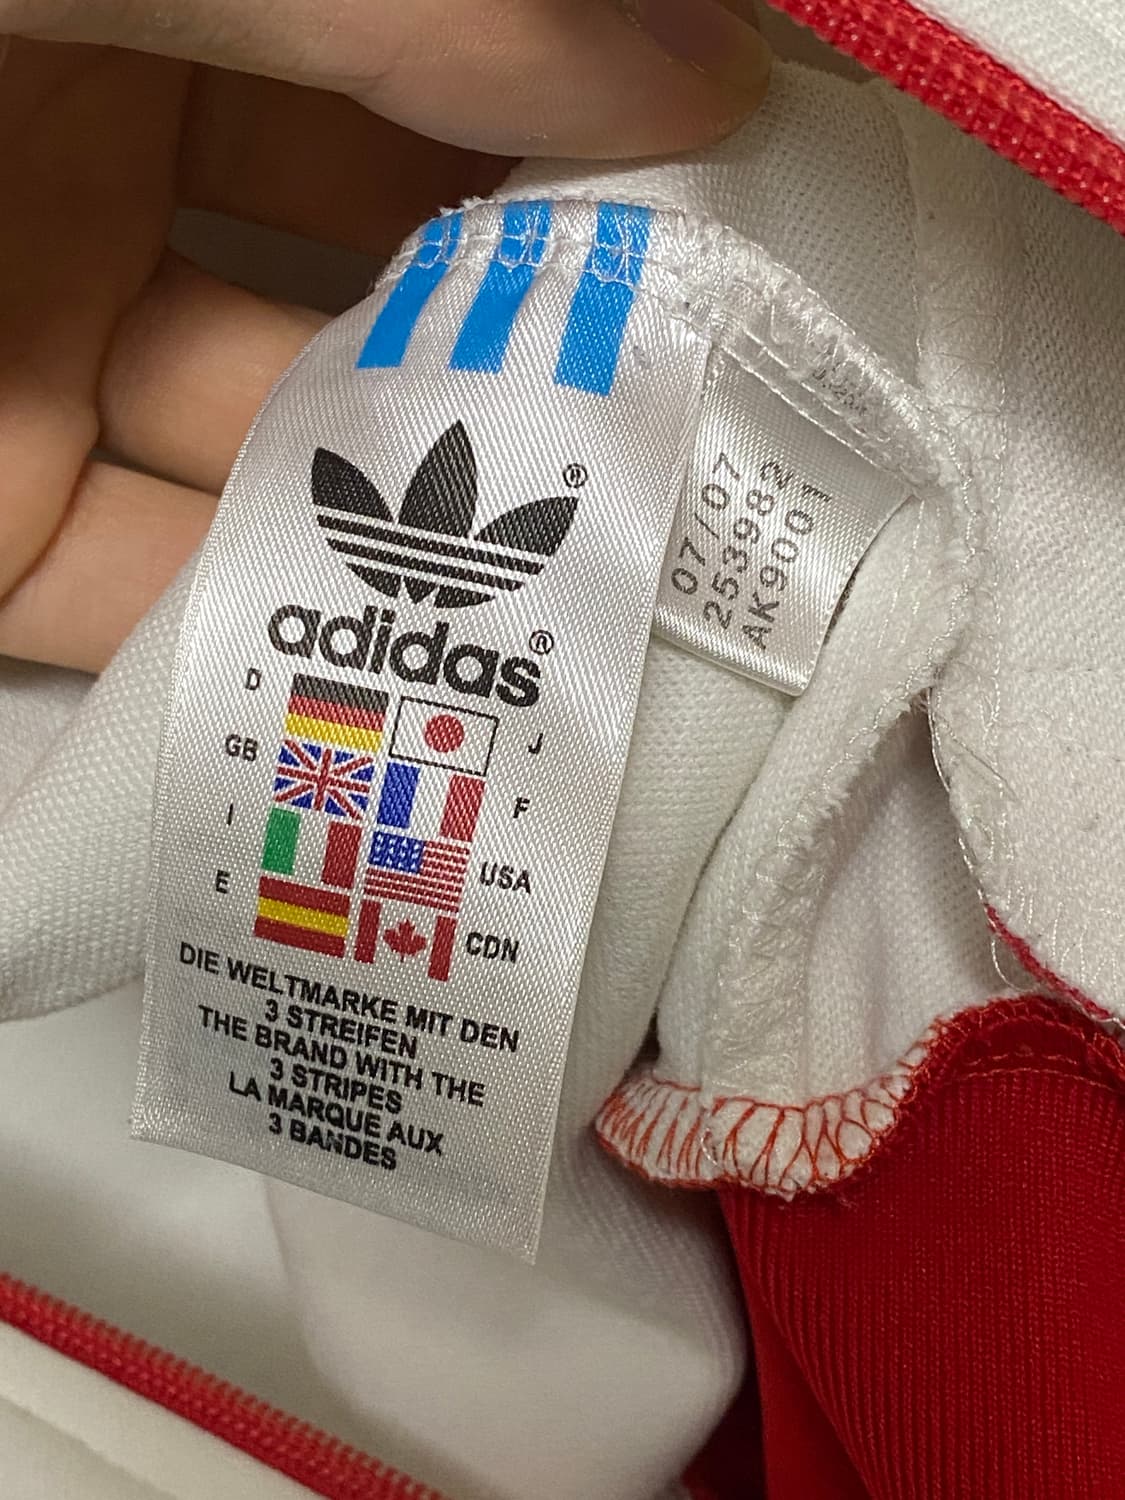 ®
adidas®
D
J
GB
F
I
USA
E
CDN
DIE WELTMARKE MIT DEN
3 STREIFEN
THE BRAND WITH THE
3 STRIPES
LA MARQUE AUX
3 BANDES
07/07
253982
AK9001